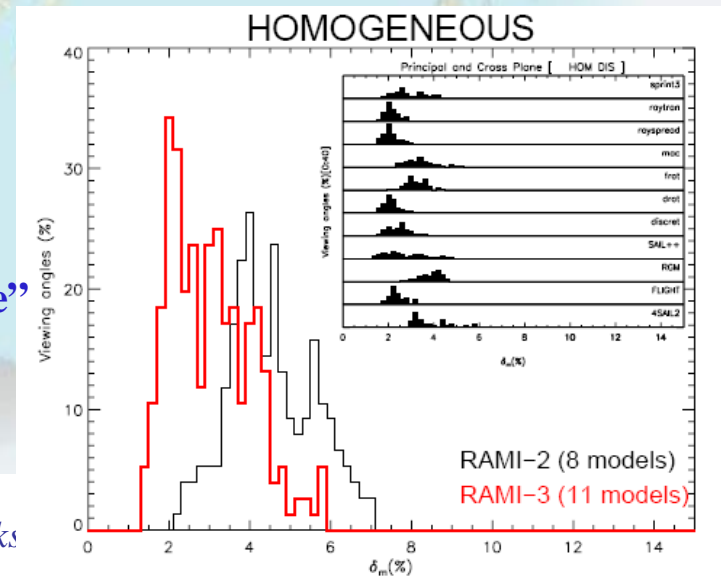 HOMOGENEOUS
40
30
20
10
0
Viewing angles (%)
Principal and Cross Plane [ HOM DIS ]
Viewing angles (%)[0:40]
sprint3
raytran
rayspread
mac
frat
drat
discret
SAIL++
RGM
FLIGHT
4SAIL2
0 2 4 6 8 10 12 14
δm(%)
e”
RAMI-2 (8 models)
RAMI-3 (11 models)
ks
0 2 4 6 8 10 12 14
δm(%)